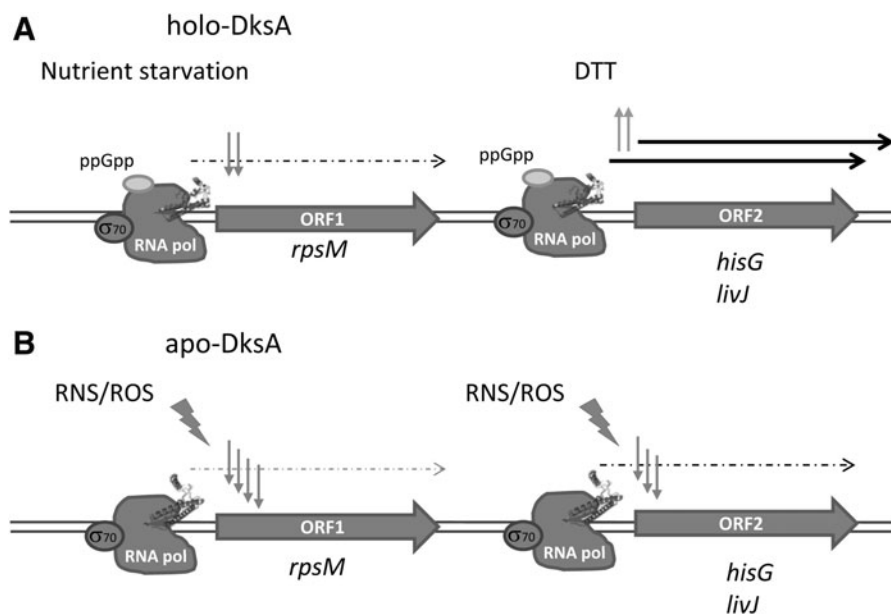 A
holo-DksA
Nutrient starvation
DTT
ppGpp
ppGpp
σ70
RNA pol
ORF1
rpsM
σ70
RNA pol
ORF2
hisG
livJ
B
apo-DksA
RNS/ROS
RNS/ROS
σ70
RNA pol
ORF1
rpsM
σ70
RNA pol
ORF2
hisG
livJ